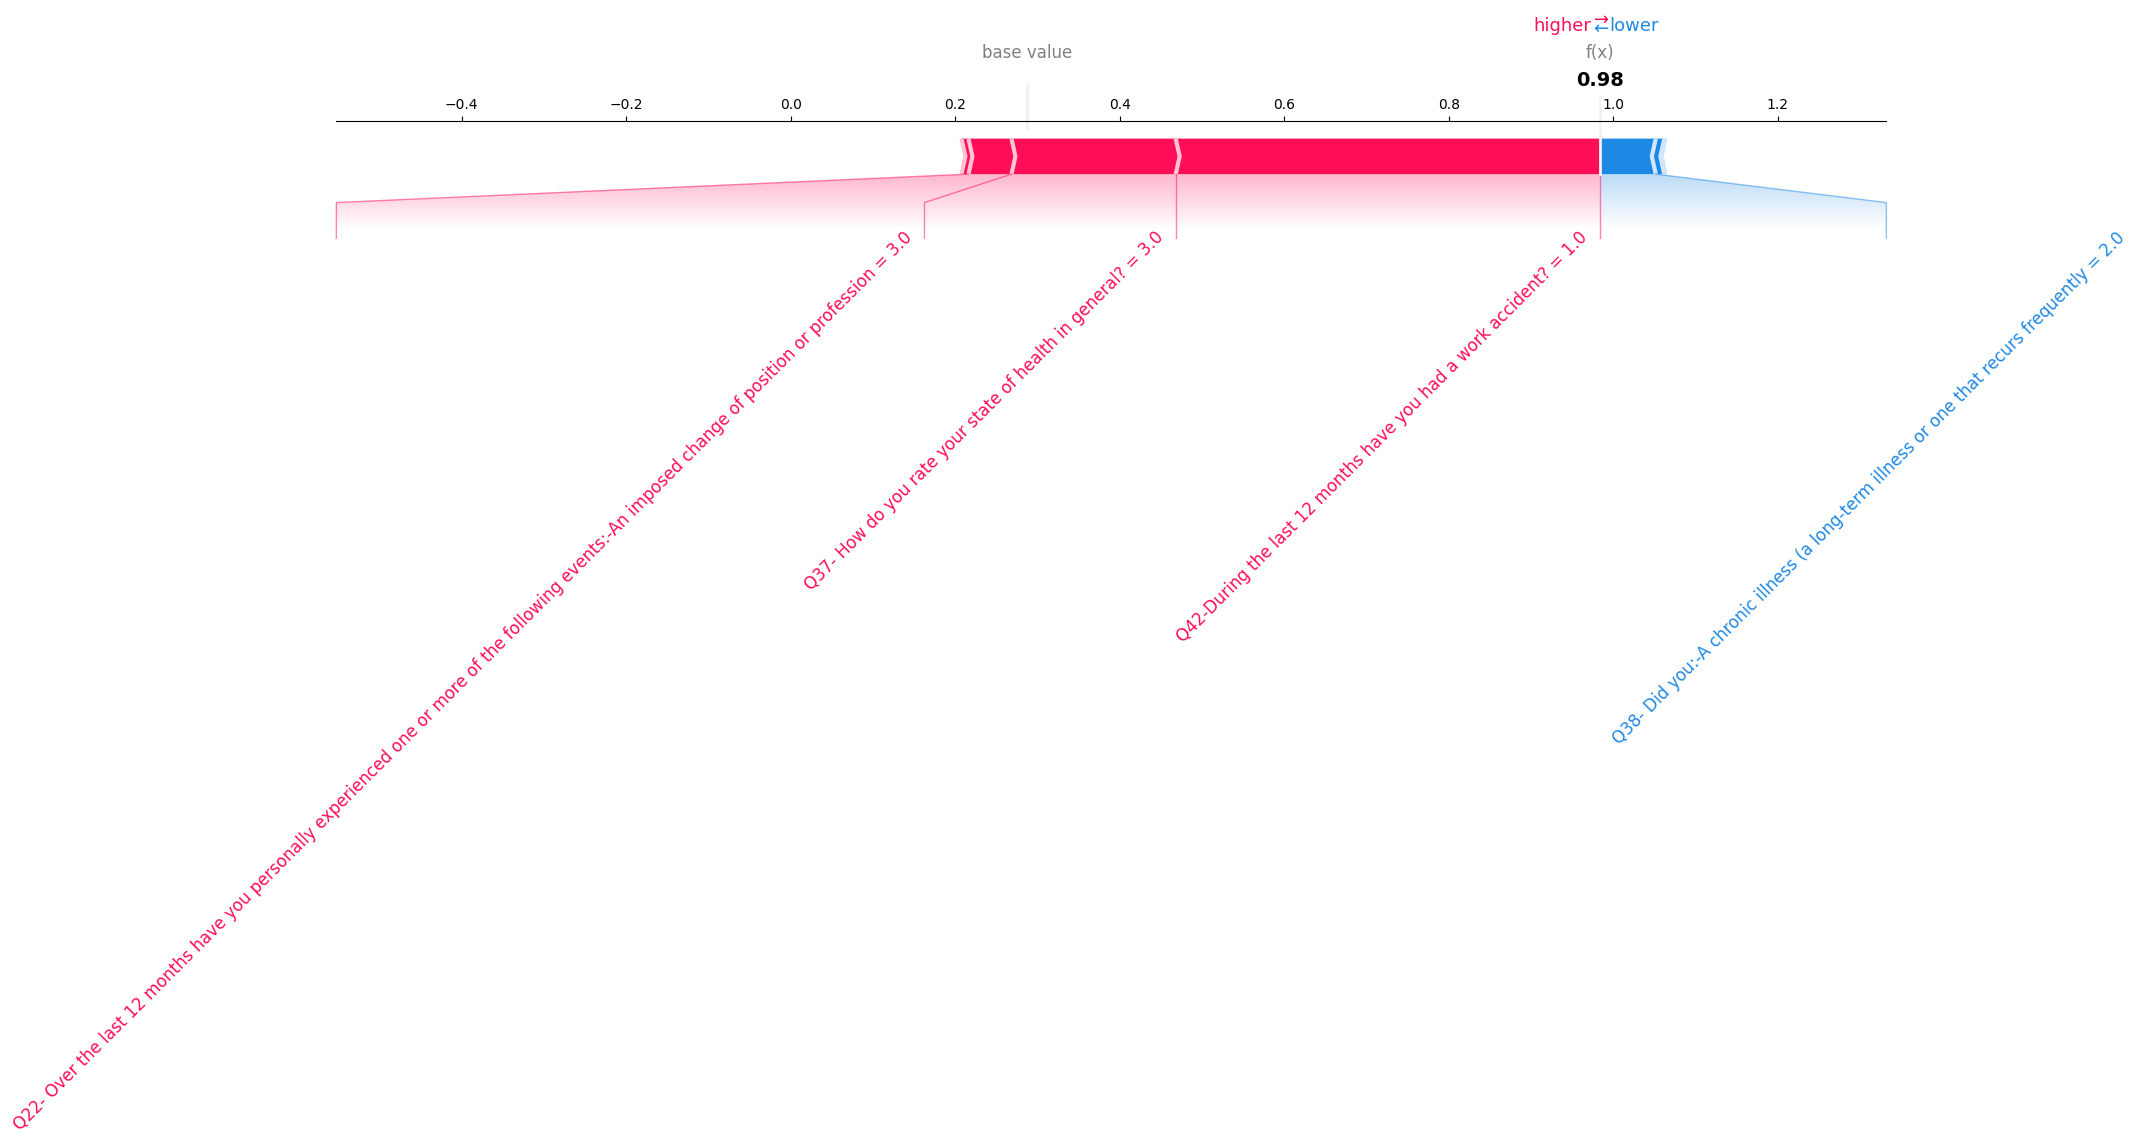 higher ⇄ lower
base value
f(x)
0.98
−0.4 −0.2 0.0 0.2 0.4 0.6 0.8 1.0 1.2
Q22- Over the last 12 months have you personally experienced one or more of the following events:-An imposed change of position or profession = 3.0
Q37- How do you rate your state of health in general? = 3.0
Q42-During the last 12 months have you had a work accident? = 1.0
Q38- Did you:-A chronic illness (a long-term illness or one that recurs frequently = 2.0